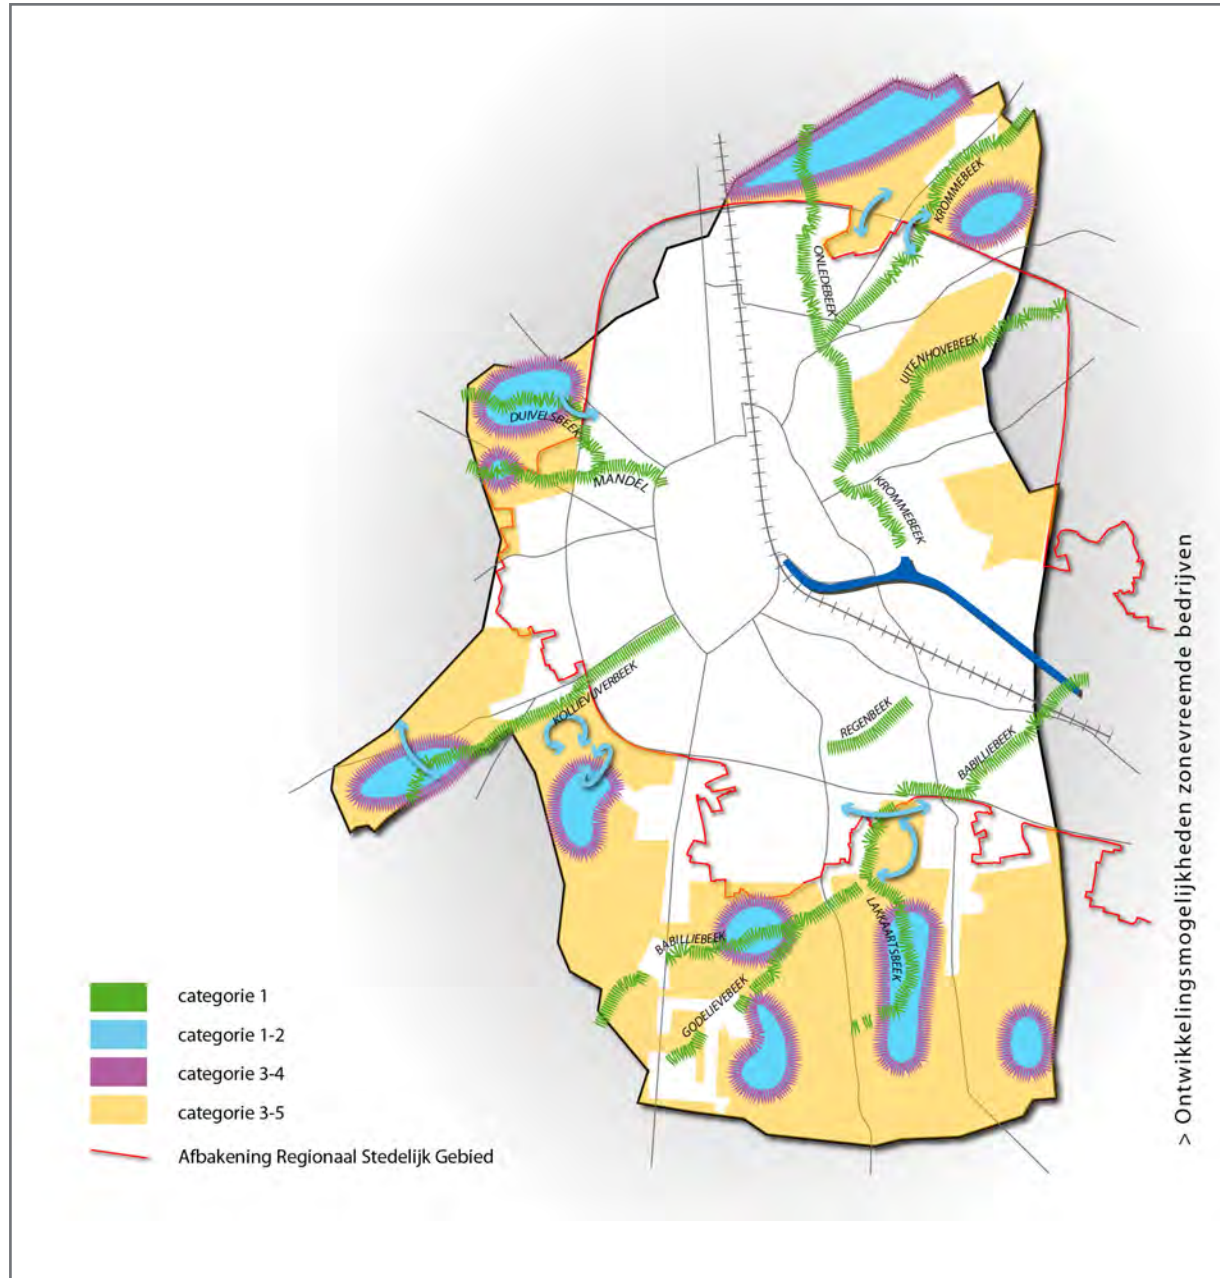 KROMMEBEEK
ONLEDEBEEK
UITENHOVEBEEK
DUIVELSBEEK
MANDEL
KROMMEBEEK
KOLLIEVIJVERBEEK
REGENBEEK
BABILLIEBEEK
LAKKAARTSBEEK
BABILLIEBEEK
GODELIEVEBEEK
categorie 1
categorie 1-2
categorie 3-4
categorie 3-5
Afbakening Regionaal Stedelijk Gebied
> Ontwikkelingsmogelijkheden zonevreemde bedrijven